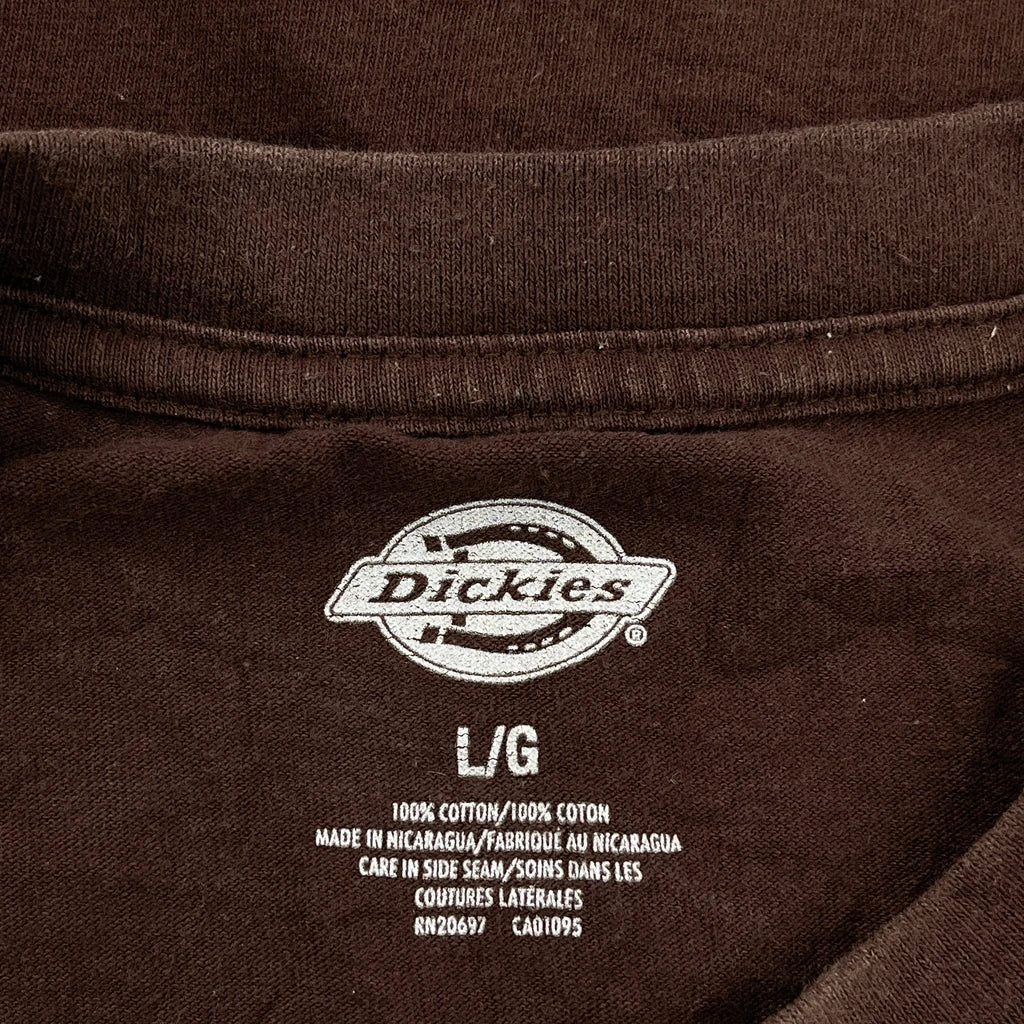 Dickies
®
L/G
100% COTTON/100% COTON
MADE IN NICARAGUA/FABRIQUÉ AU NICARAGUA
CARE IN SIDE SEAM/SOINS DANS LES
COUTURES LATÉRALES
RN20697 CA01095